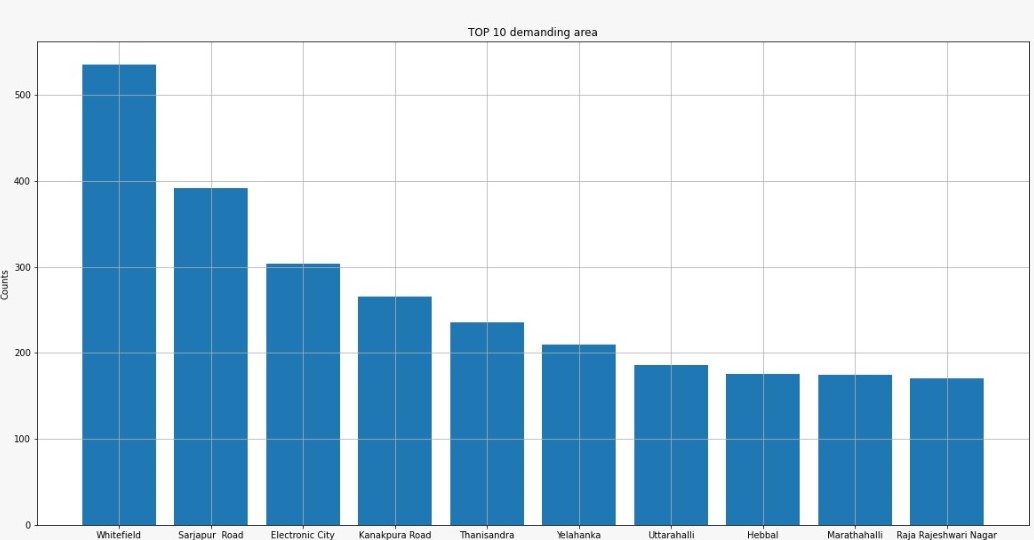 TOP 10 demanding area
500
400
300
200
100
0
Counts
Whitefield Sarjapur  Road Electronic City Kanakpura Road Thanisandra Yelahanka Uttarahalli Hebbal Marathahalli Raja Rajeshwari Nagar